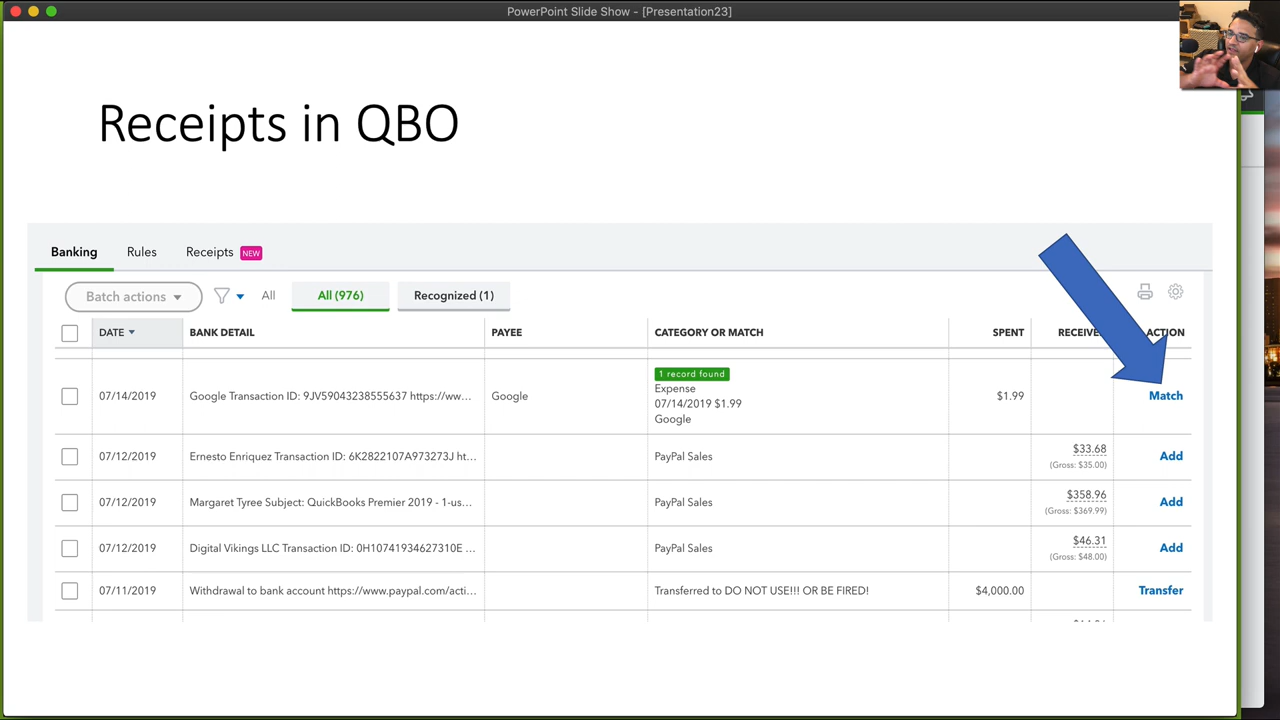 PowerPoint Slide Show - [Presentation23]
Receipts in QBO
Banking Rules Receipts NEW
Batch actions All All (976) Recognized (1)
DATE BANK DETAIL PAYEE CATEGORY OR MATCH SPENT RECEIVE ACTION
1 record found
Expense
07/14/2019 Google Transaction ID: 9JV59043238555637 https://ww... Google 07/14/2019 $1.99 $1.99 Match
Google
07/12/2019 Ernesto Enriquez Transaction ID: 6K2822107A973273J ht... PayPal Sales $33.68 Add
(Gross: $35.00)
07/12/2019 Margaret Tyree Subject: QuickBooks Premier 2019 - 1-us... PayPal Sales $358.96 Add
(Gross: $369.99)
07/12/2019 Digital Vikings LLC Transaction ID: 0H10741934627310E ... PayPal Sales $46.31 Add
(Gross: $48.00)
07/11/2019 Withdrawal to bank account https://www.paypal.com/acti... Transferred to DO NOT USE!!! OR BE FIRED! $4,000.00 Transfer